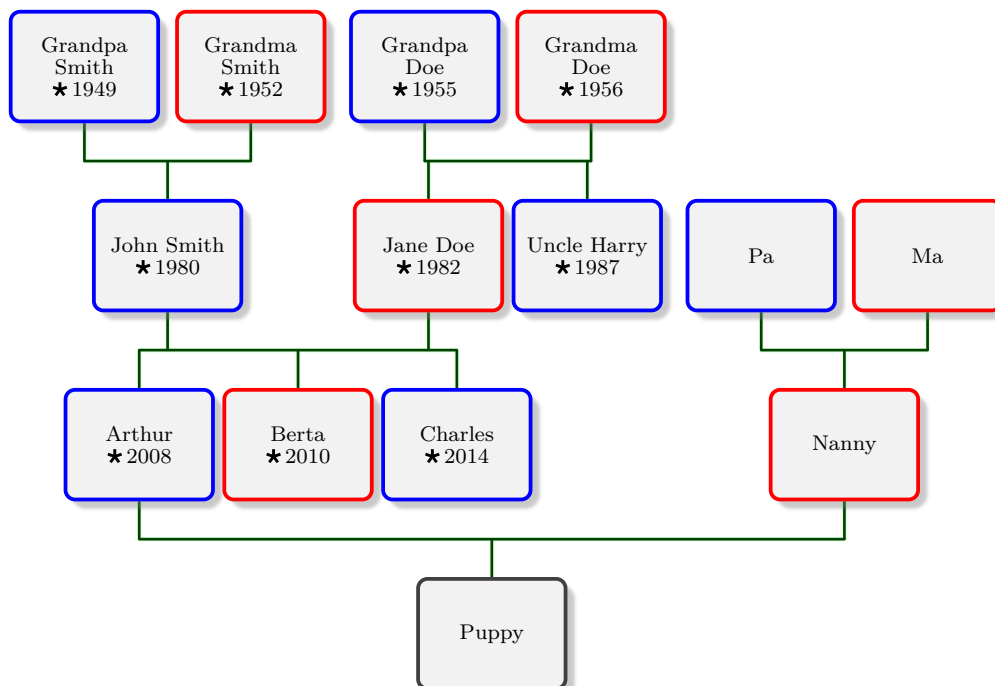 Grandpa
Smith
★1949
Grandma
Smith
★1952
Grandpa
Doe
★1955
Grandma
Doe
★1956
John Smith
★1980
Jane Doe
★1982
Uncle Harry
★1987
Pa
Ma
Arthur
★2008
Berta
★2010
Charles
★2014
Nanny
Puppy